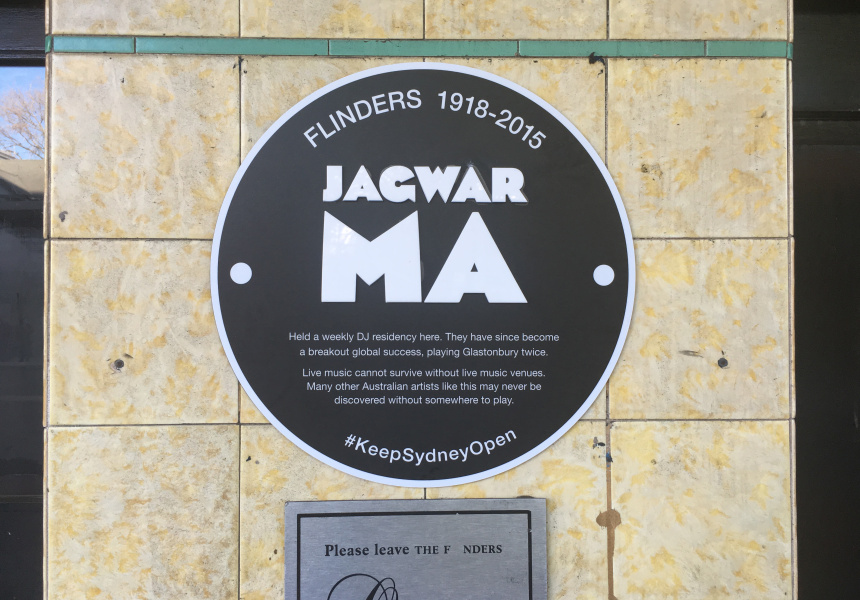 FLINDERS 1918-2015
JAGWAR
MA
Held a weekly DJ residency here. They have since become
a breakout global success, playing Glastonbury twice.
Live music cannot survive without live music venues.
Many other Australian artists like this may never be
discovered without somewhere to play.
#KeepSydneyOpen
Please leave THE F NDERS